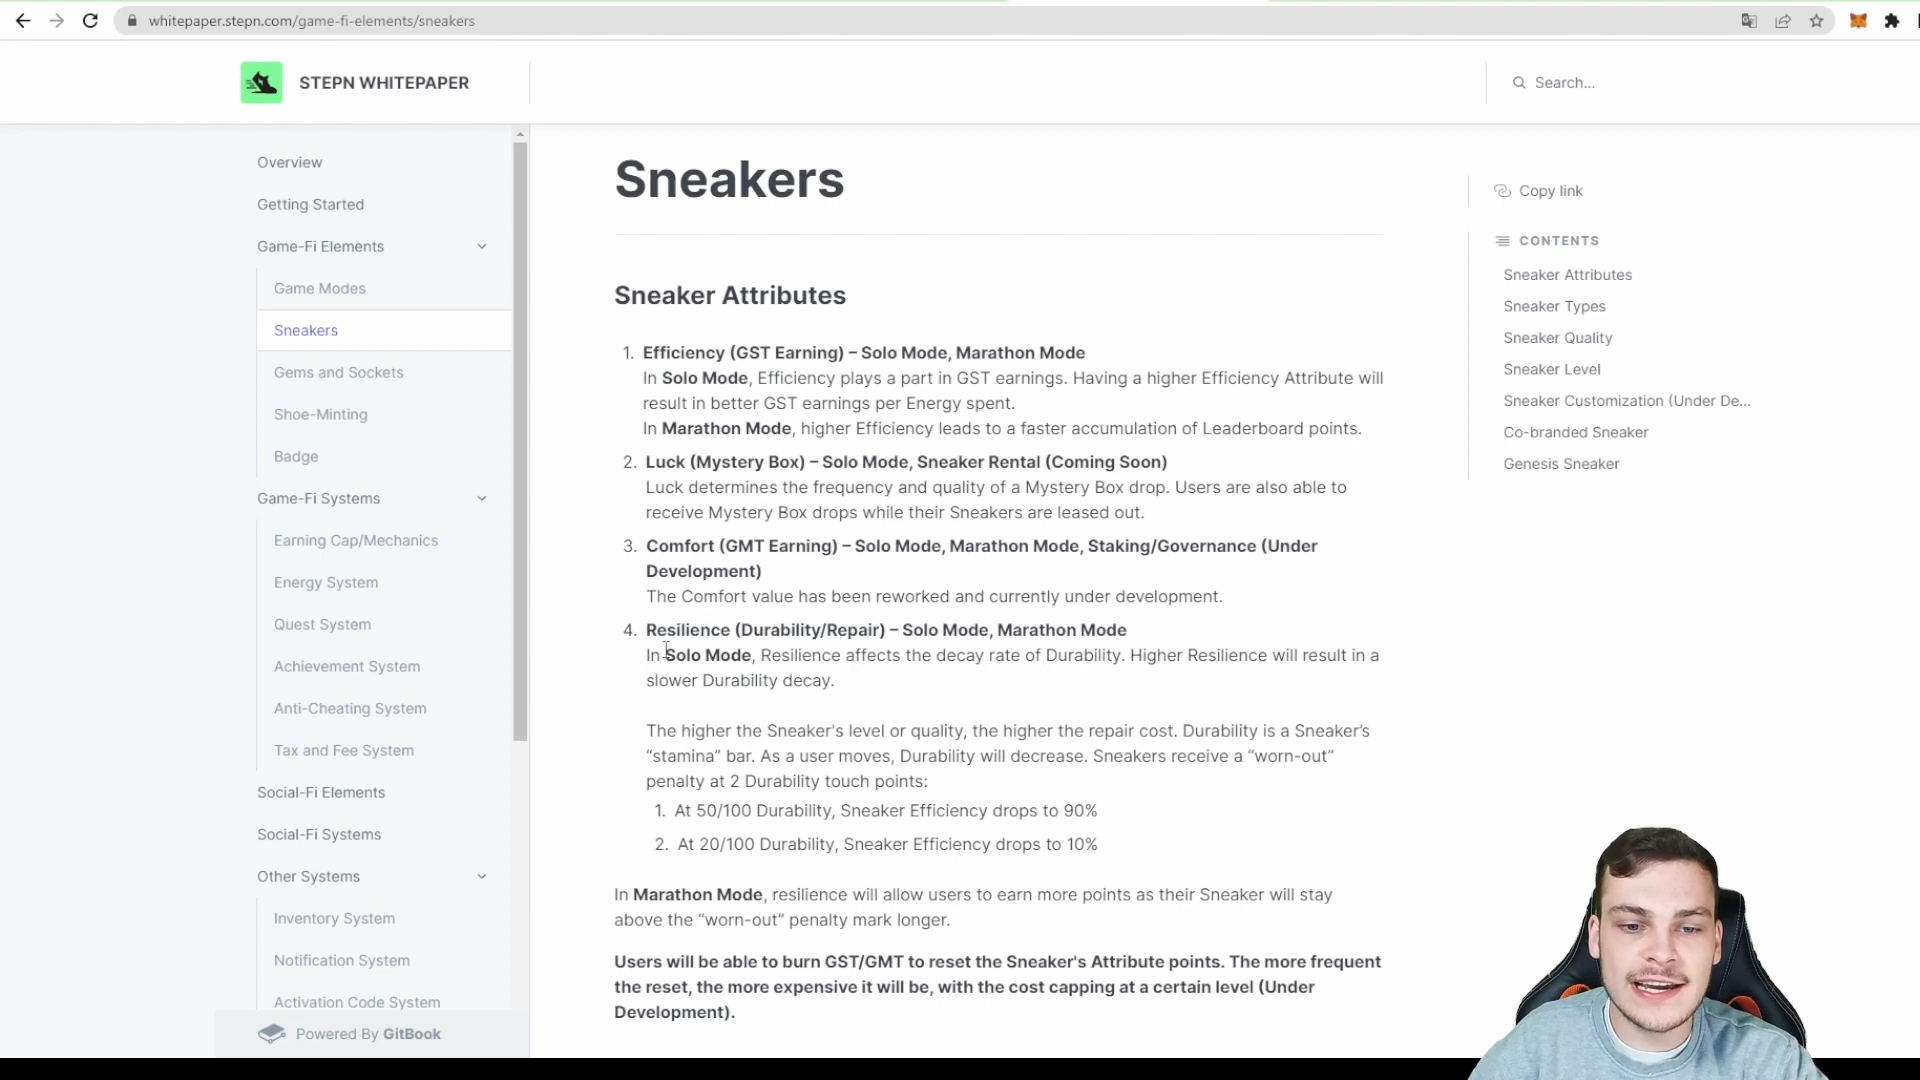 whitepaper.stepn.com/game-fi-elements/sneakers
STEPN WHITEPAPER
Search...
Overview
Getting Started
Game-Fi Elements
Game Modes
Sneakers
Gems and Sockets
Shoe-Minting
Badge
Game-Fi Systems
Earning Cap/Mechanics
Energy System
Quest System
Achievement System
Anti-Cheating System
Tax and Fee System
Social-Fi Elements
Social-Fi Systems
Other Systems
Inventory System
Notification System
Activation Code System
Powered By GitBook
Sneakers
Sneaker Attributes
1. Efficiency (GST Earning) – Solo Mode, Marathon Mode
In Solo Mode, Efficiency plays a part in GST earnings. Having a higher Efficiency Attribute will
result in better GST earnings per Energy spent.
In Marathon Mode, higher Efficiency leads to a faster accumulation of Leaderboard points.
2. Luck (Mystery Box) – Solo Mode, Sneaker Rental (Coming Soon)
Luck determines the frequency and quality of a Mystery Box drop. Users are also able to
receive Mystery Box drops while their Sneakers are leased out.
3. Comfort (GMT Earning) – Solo Mode, Marathon Mode, Staking/Governance (Under
Development)
The Comfort value has been reworked and currently under development.
4. Resilience (Durability/Repair) – Solo Mode, Marathon Mode
In Solo Mode, Resilience affects the decay rate of Durability. Higher Resilience will result in a
slower Durability decay.
The higher the Sneaker's level or quality, the higher the repair cost. Durability is a Sneaker’s
“stamina” bar. As a user moves, Durability will decrease. Sneakers receive a “worn-out”
penalty at 2 Durability touch points:
1. At 50/100 Durability, Sneaker Efficiency drops to 90%
2. At 20/100 Durability, Sneaker Efficiency drops to 10%
In Marathon Mode, resilience will allow users to earn more points as their Sneaker will stay
above the “worn-out” penalty mark longer.
Users will be able to burn GST/GMT to reset the Sneaker's Attribute points. The more frequent
the reset, the more expensive it will be, with the cost capping at a certain level (Under
Development).
Copy link
CONTENTS
Sneaker Attributes
Sneaker Types
Sneaker Quality
Sneaker Level
Sneaker Customization (Under De...
Co-branded Sneaker
Genesis Sneaker